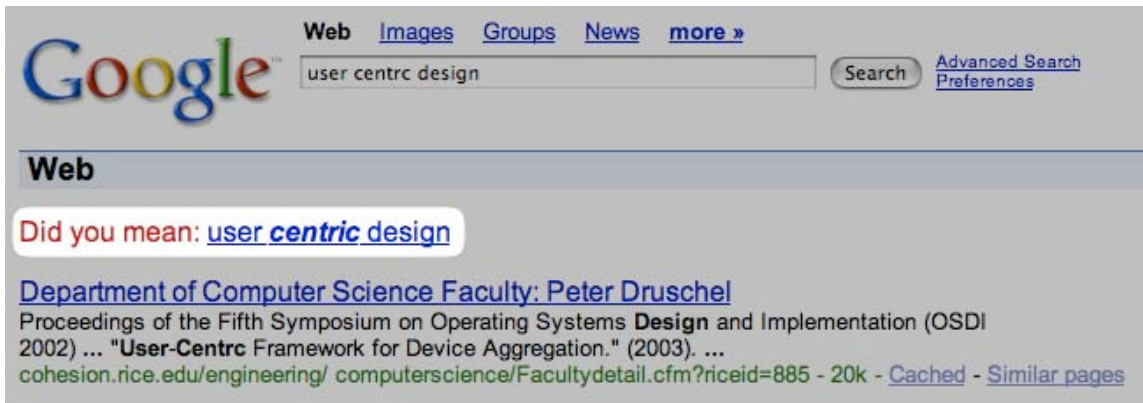 Web Images Groups News more »
Google™
user centrc design Search Advanced Search
Preferences
Web
Did you mean: user centric design
Department of Computer Science Faculty: Peter Druschel
Proceedings of the Fifth Symposium on Operating Systems Design and Implementation (OSDI
2002) ... "User-Centrc Framework for Device Aggregation." (2003). ...
cohesion.rice.edu/engineering/ computerscience/Facultydetail.cfm?riceid=885 - 20k - Cached - Similar pages